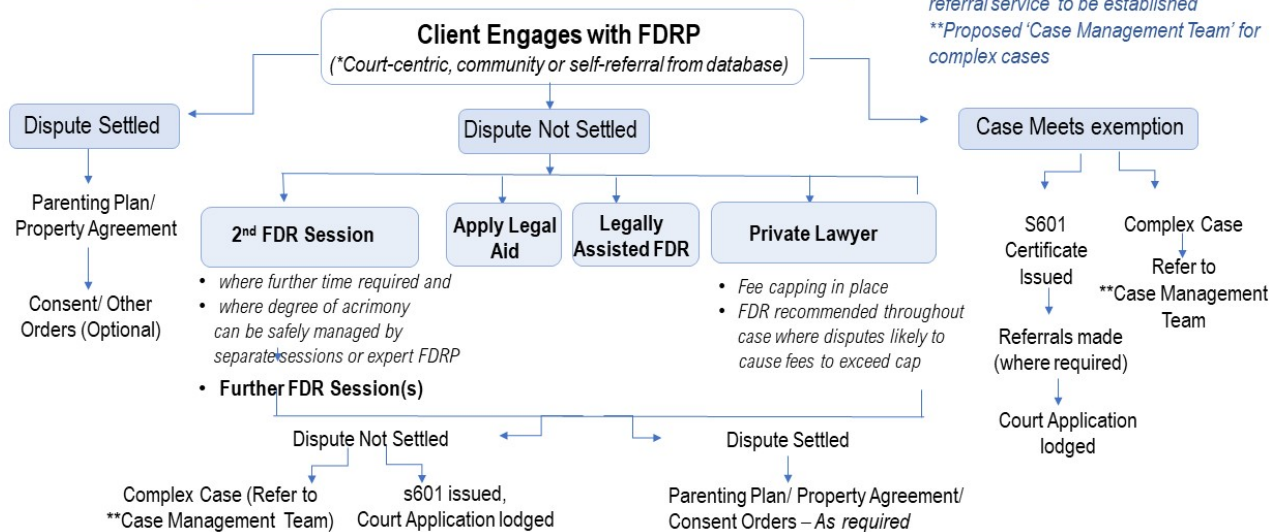 referral service' to be established
**Proposed 'Case Management Team' for
complex cases
Client Engages with FDRP
(*Court-centric, community or self-referral from database)
Dispute Settled
Dispute Not Settled
Case Meets exemption
Parenting Plan/
Property Agreement
Consent/ Other
Orders (Optional)
2nd FDR Session
• where further time required and
• where degree of acrimony
can be safely managed by
separate sessions or expert FDRP
• Further FDR Session(s)
Apply Legal
Aid
Legally
Assisted FDR
Private Lawyer
• Fee capping in place
• FDR recommended throughout
case where disputes likely to
cause fees to exceed cap
S601
Certificate
Issued
Referrals made
(where required)
Court Application
lodged
Complex Case
Refer to
**Case Management
Team
Dispute Not Settled
Complex Case (Refer to
**Case Management Team)
s601 issued,
Court Application lodged
Dispute Settled
Parenting Plan/ Property Agreement/
Consent Orders – As required